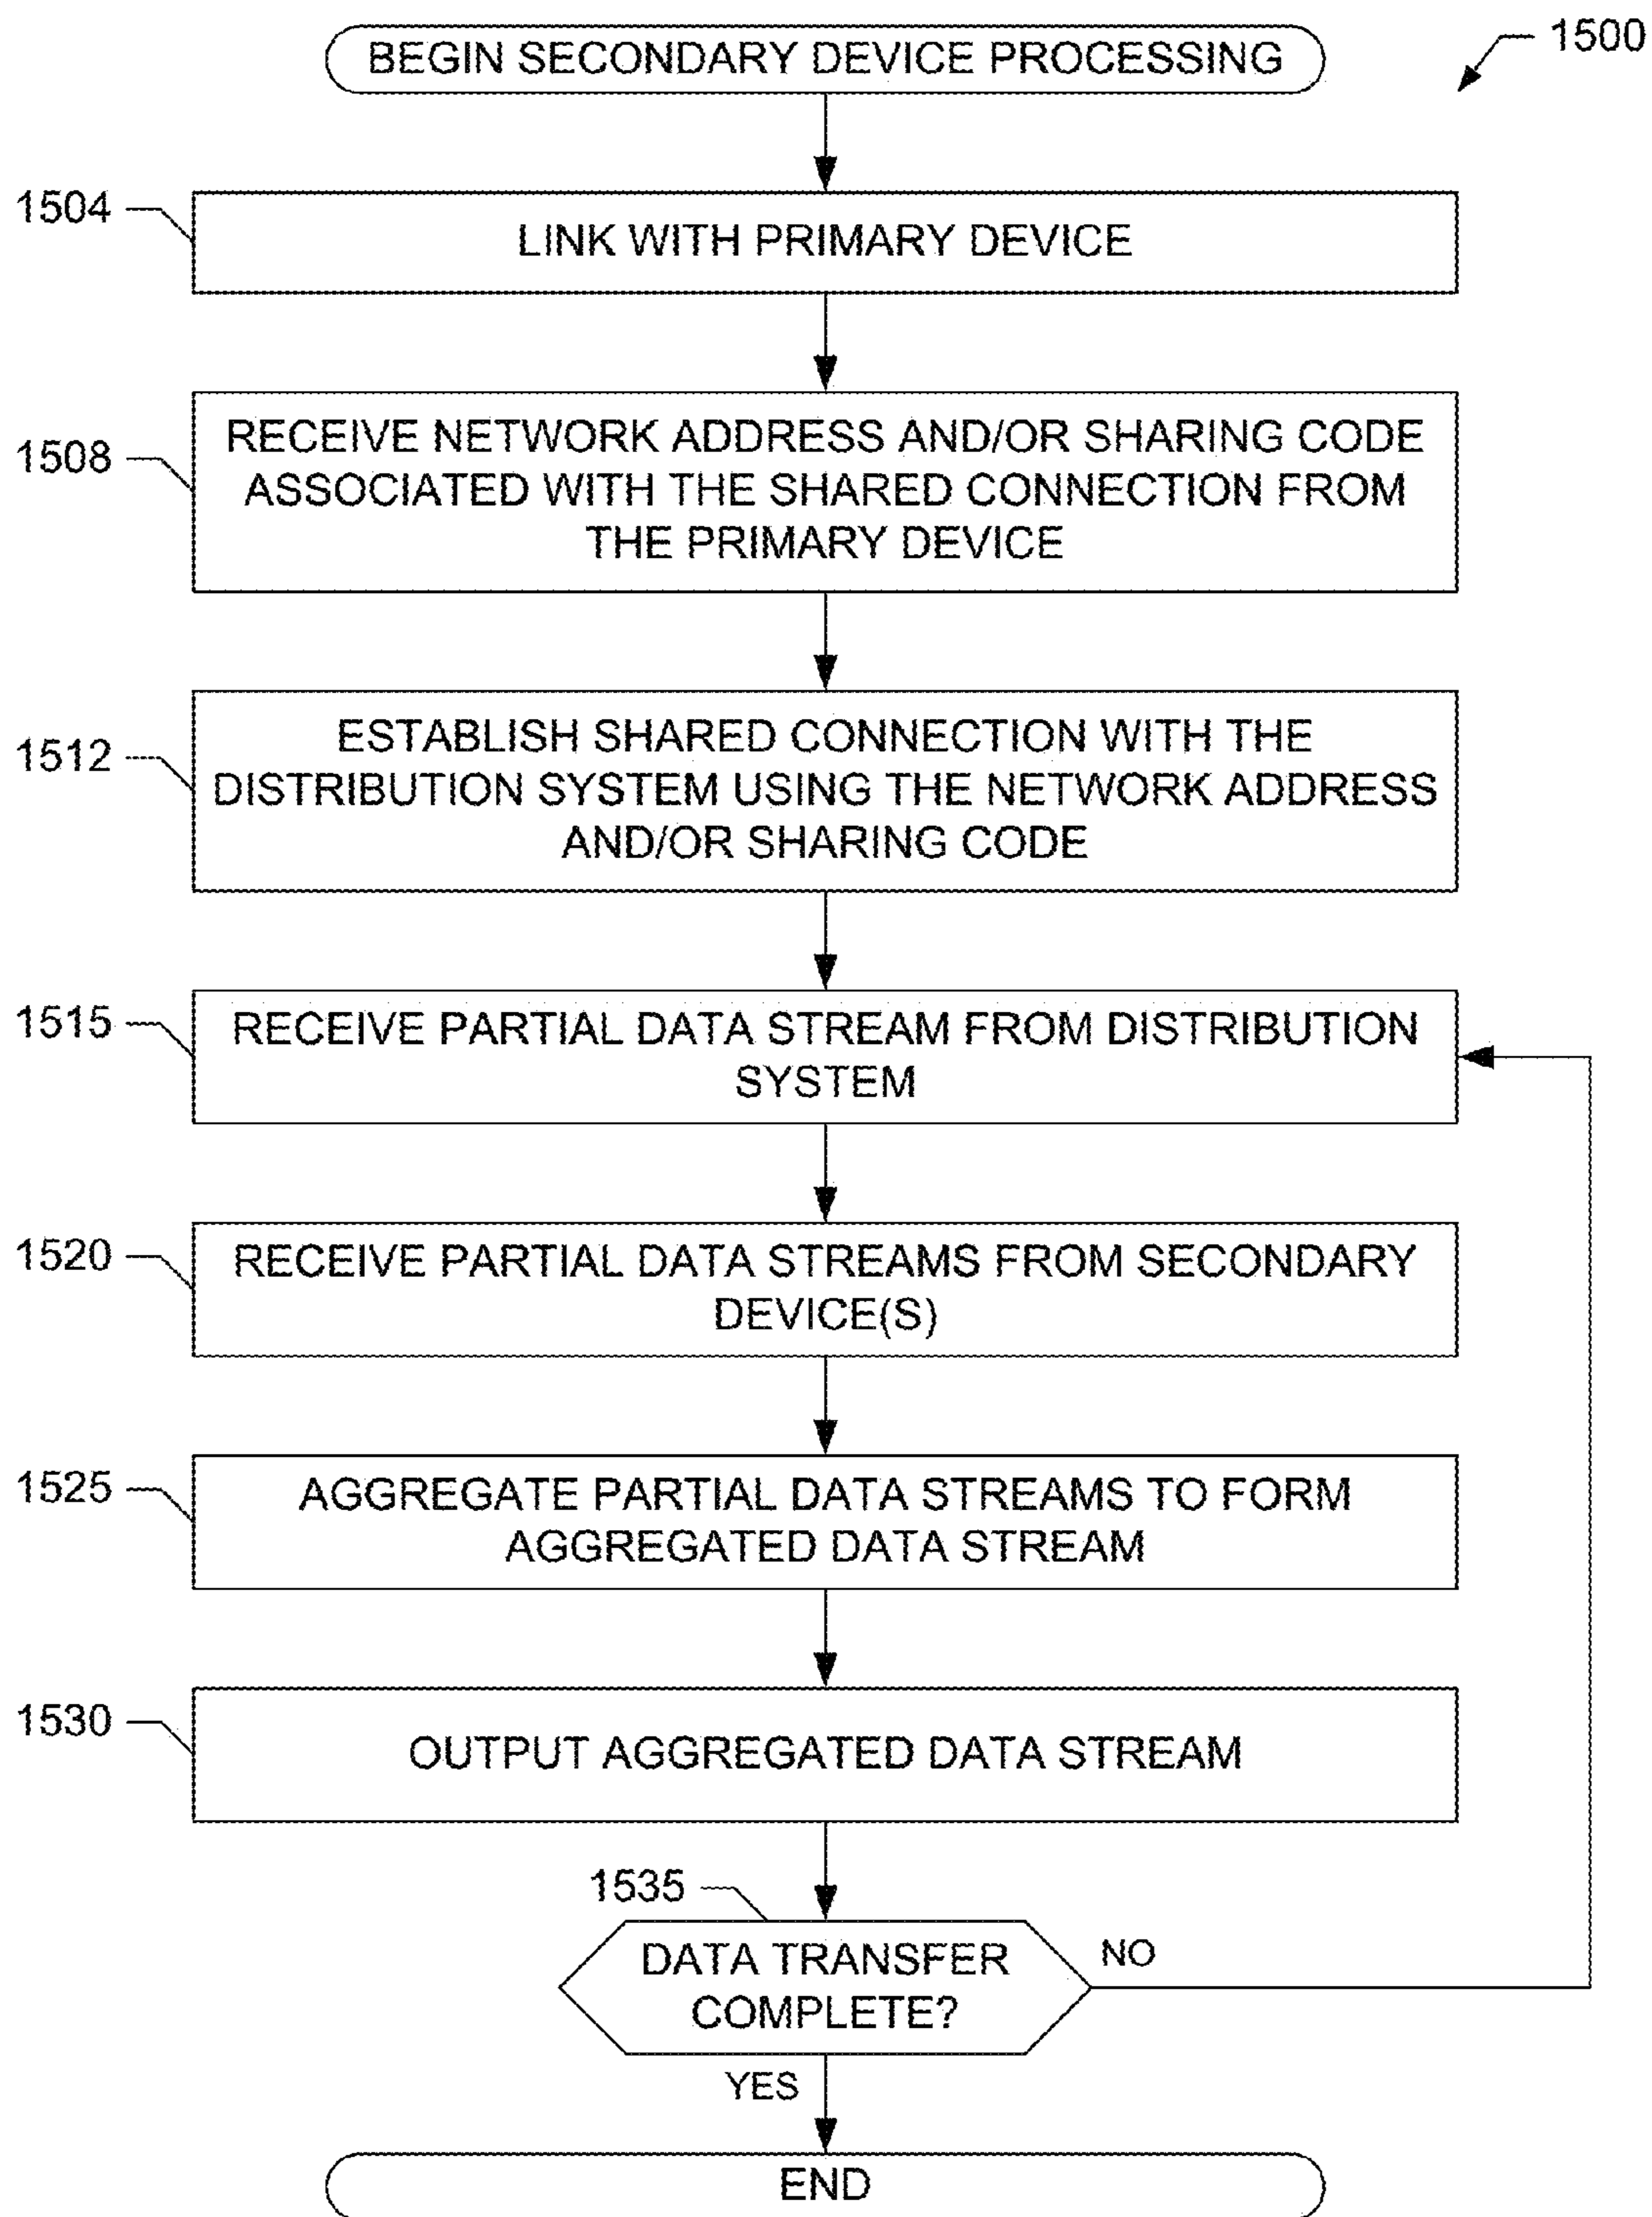 BEGIN SECONDARY DEVICE PROCESSING
1500
1504
LINK WITH PRIMARY DEVICE
1508
RECEIVE NETWORK ADDRESS AND/OR SHARING CODE
ASSOCIATED WITH THE SHARED CONNECTION FROM
THE PRIMARY DEVICE
1512
ESTABLISH SHARED CONNECTION WITH THE
DISTRIBUTION SYSTEM USING THE NETWORK ADDRESS
AND/OR SHARING CODE
1515
RECEIVE PARTIAL DATA STREAM FROM DISTRIBUTION
SYSTEM
1520
RECEIVE PARTIAL DATA STREAMS FROM SECONDARY
DEVICE(S)
1525
AGGREGATE PARTIAL DATA STREAMS TO FORM
AGGREGATED DATA STREAM
1530
OUTPUT AGGREGATED DATA STREAM
1535
DATA TRANSFER
COMPLETE?
NO
YES
END